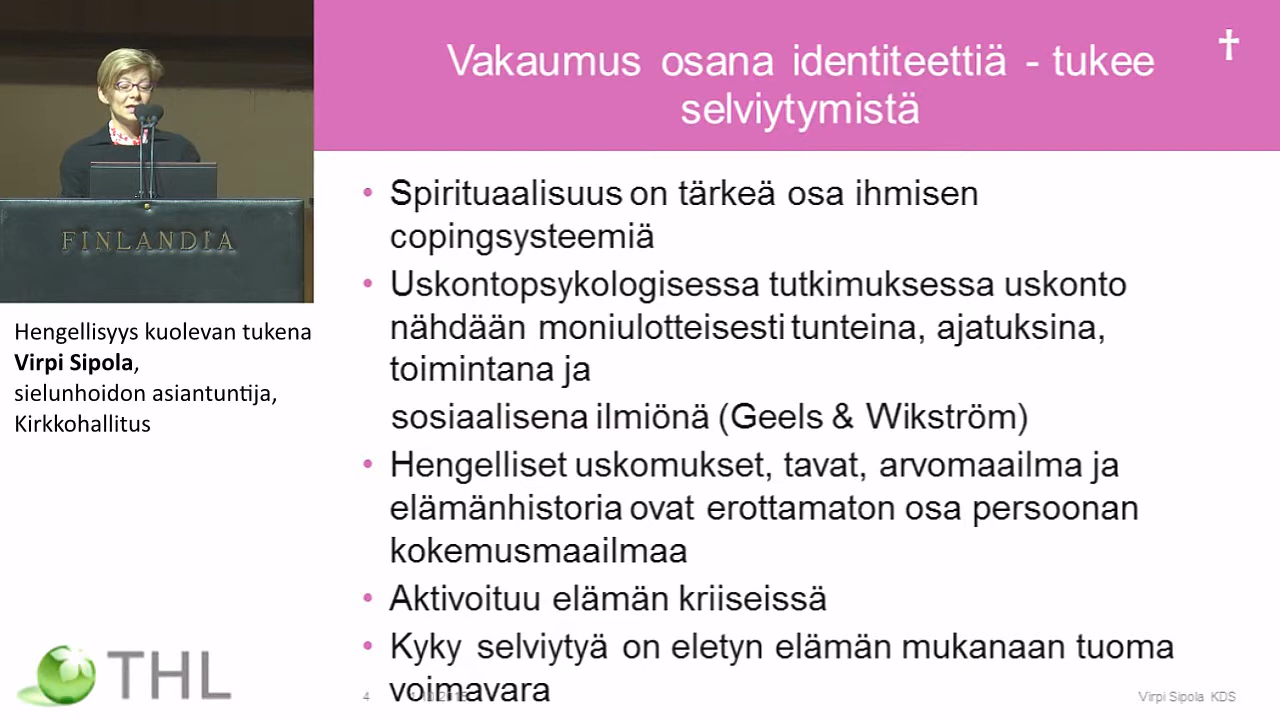 Vakaumus osana identiteettiä - tukee
selviytymistä
FINLANDIA
Hengellisyys kuolevan tukena
Virpi Sipola,
sielunhoidon asiantuntija,
Kirkkohallitus
• Spirituaalisuus on tärkeä osa ihmisen
copingsysteemiä
• Uskontopsykologisessa tutkimuksessa uskonto
nähdään moniulotteisesti tunteina, ajatuksina,
toimintana ja
sosiaalisena ilmiönä (Geels & Wikström)
• Hengelliset uskomukset, tavat, arvomaailma ja
elämänhistoria ovat erottamaton osa persoonan
kokemusmaailmaa
• Aktivoituu elämän kriiseissä
• Kyky selviytyä on eletyn elämän mukanaan tuoma
voimavara
THL
4
Virpi Sipola KDS